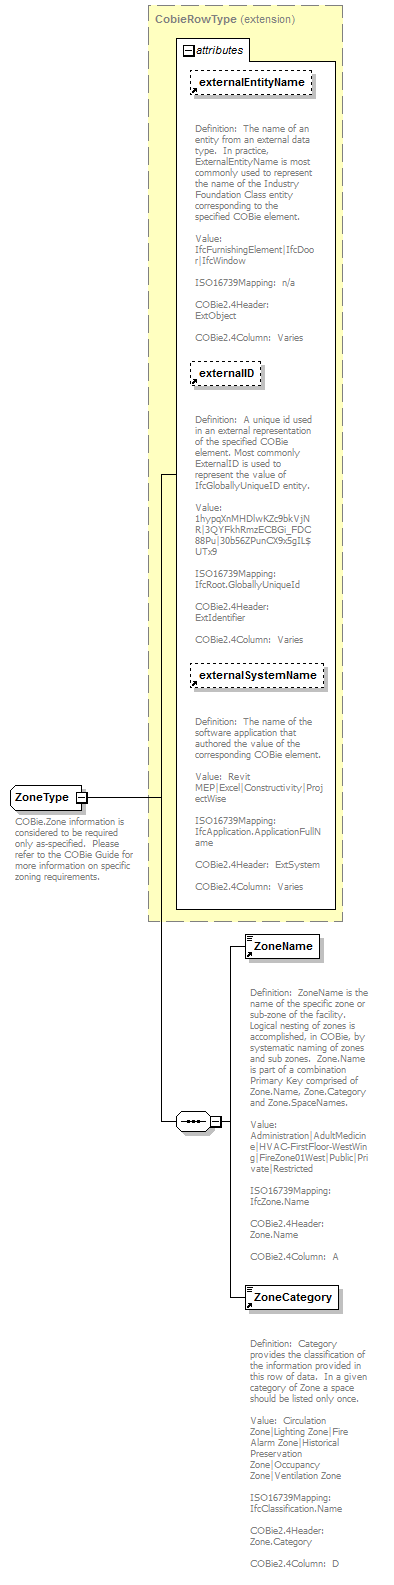 CobieRowType (extension)
attributes
externalEntityName
Definition:  The name of an
entity from an external data
type.  In practice,
ExternalEntityName is most
commonly used to represent
the name of the Industry
Foundation Class entity
corresponding to the
specified COBie element.
Value:
IfcFurnishingElement|IfcDoo
r|IfcWindow
ISO16739Mapping:  n/a
COBie2.4Header:
ExtObject
COBie2.4Column:  Varies
externalID
Definition:  A unique id used
in an external representation
of the specified COBie
element. Most commonly
ExternalID is used to
represent the value of
IfcGloballyUniqueID entity.
Value:
1hypqXnMHDlwKZc9bkVjN
R|3QYFkhRmzECBGi_FDC
88Pu|30b56ZPunCX9xSgIL$
UTx9
ISO16739Mapping:
IfcRoot.GloballyUniqueId
COBie2.4Header:
ExtIdentifier
COBie2.4Column:  Varies
externalSystemName
Definition:  The name of the
software application that
authored the value of the
corresponding COBie element.
Value:  Revit
MEP|Excel|Constructivity|Proj
ectWise
ISO16739Mapping:
IfcApplication.ApplicationFullN
ame
COBie2.4Header:  ExtSystem
COBie2.4Column:  Varies
ZoneType
COBie.Zone information is
considered to be required
only as-specified.  Please
refer to the COBie Guide for
more information on specific
zoning requirements.
ZoneName
Definition:  ZoneName is the
name of the specific zone or
sub-zone of the facility.
Logical nesting of zones is
accomplished, in COBie, by
systematic naming of zones
and sub zones.  Zone.Name
is part of a combination
Primary Key comprised of
Zone.Name, Zone.Category
and Zone.SpaceNames.
Value:
Administration|AdultMedicin
e|HVAC-FirstFloor-WestWin
g|FireZone01West|Public|Pri
vate|Restricted
ISO16739Mapping:
IfcZone.Name
COBie2.4Header:
Zone.Name
COBie2.4Column:  A
ZoneCategory
Definition:  Category
provides the classification of
the information provided in
this row of data.  In a given
category of Zone a space
should be listed only once.
Value:  Circulation
Zone|Lighting Zone|Fire
Alarm Zone|Historical
Preservation
Zone|Occupancy
Zone|Ventilation Zone
ISO16739Mapping:
IfcClassification.Name
COBie2.4Header:
Zone.Category
COBie2.4Column:  D